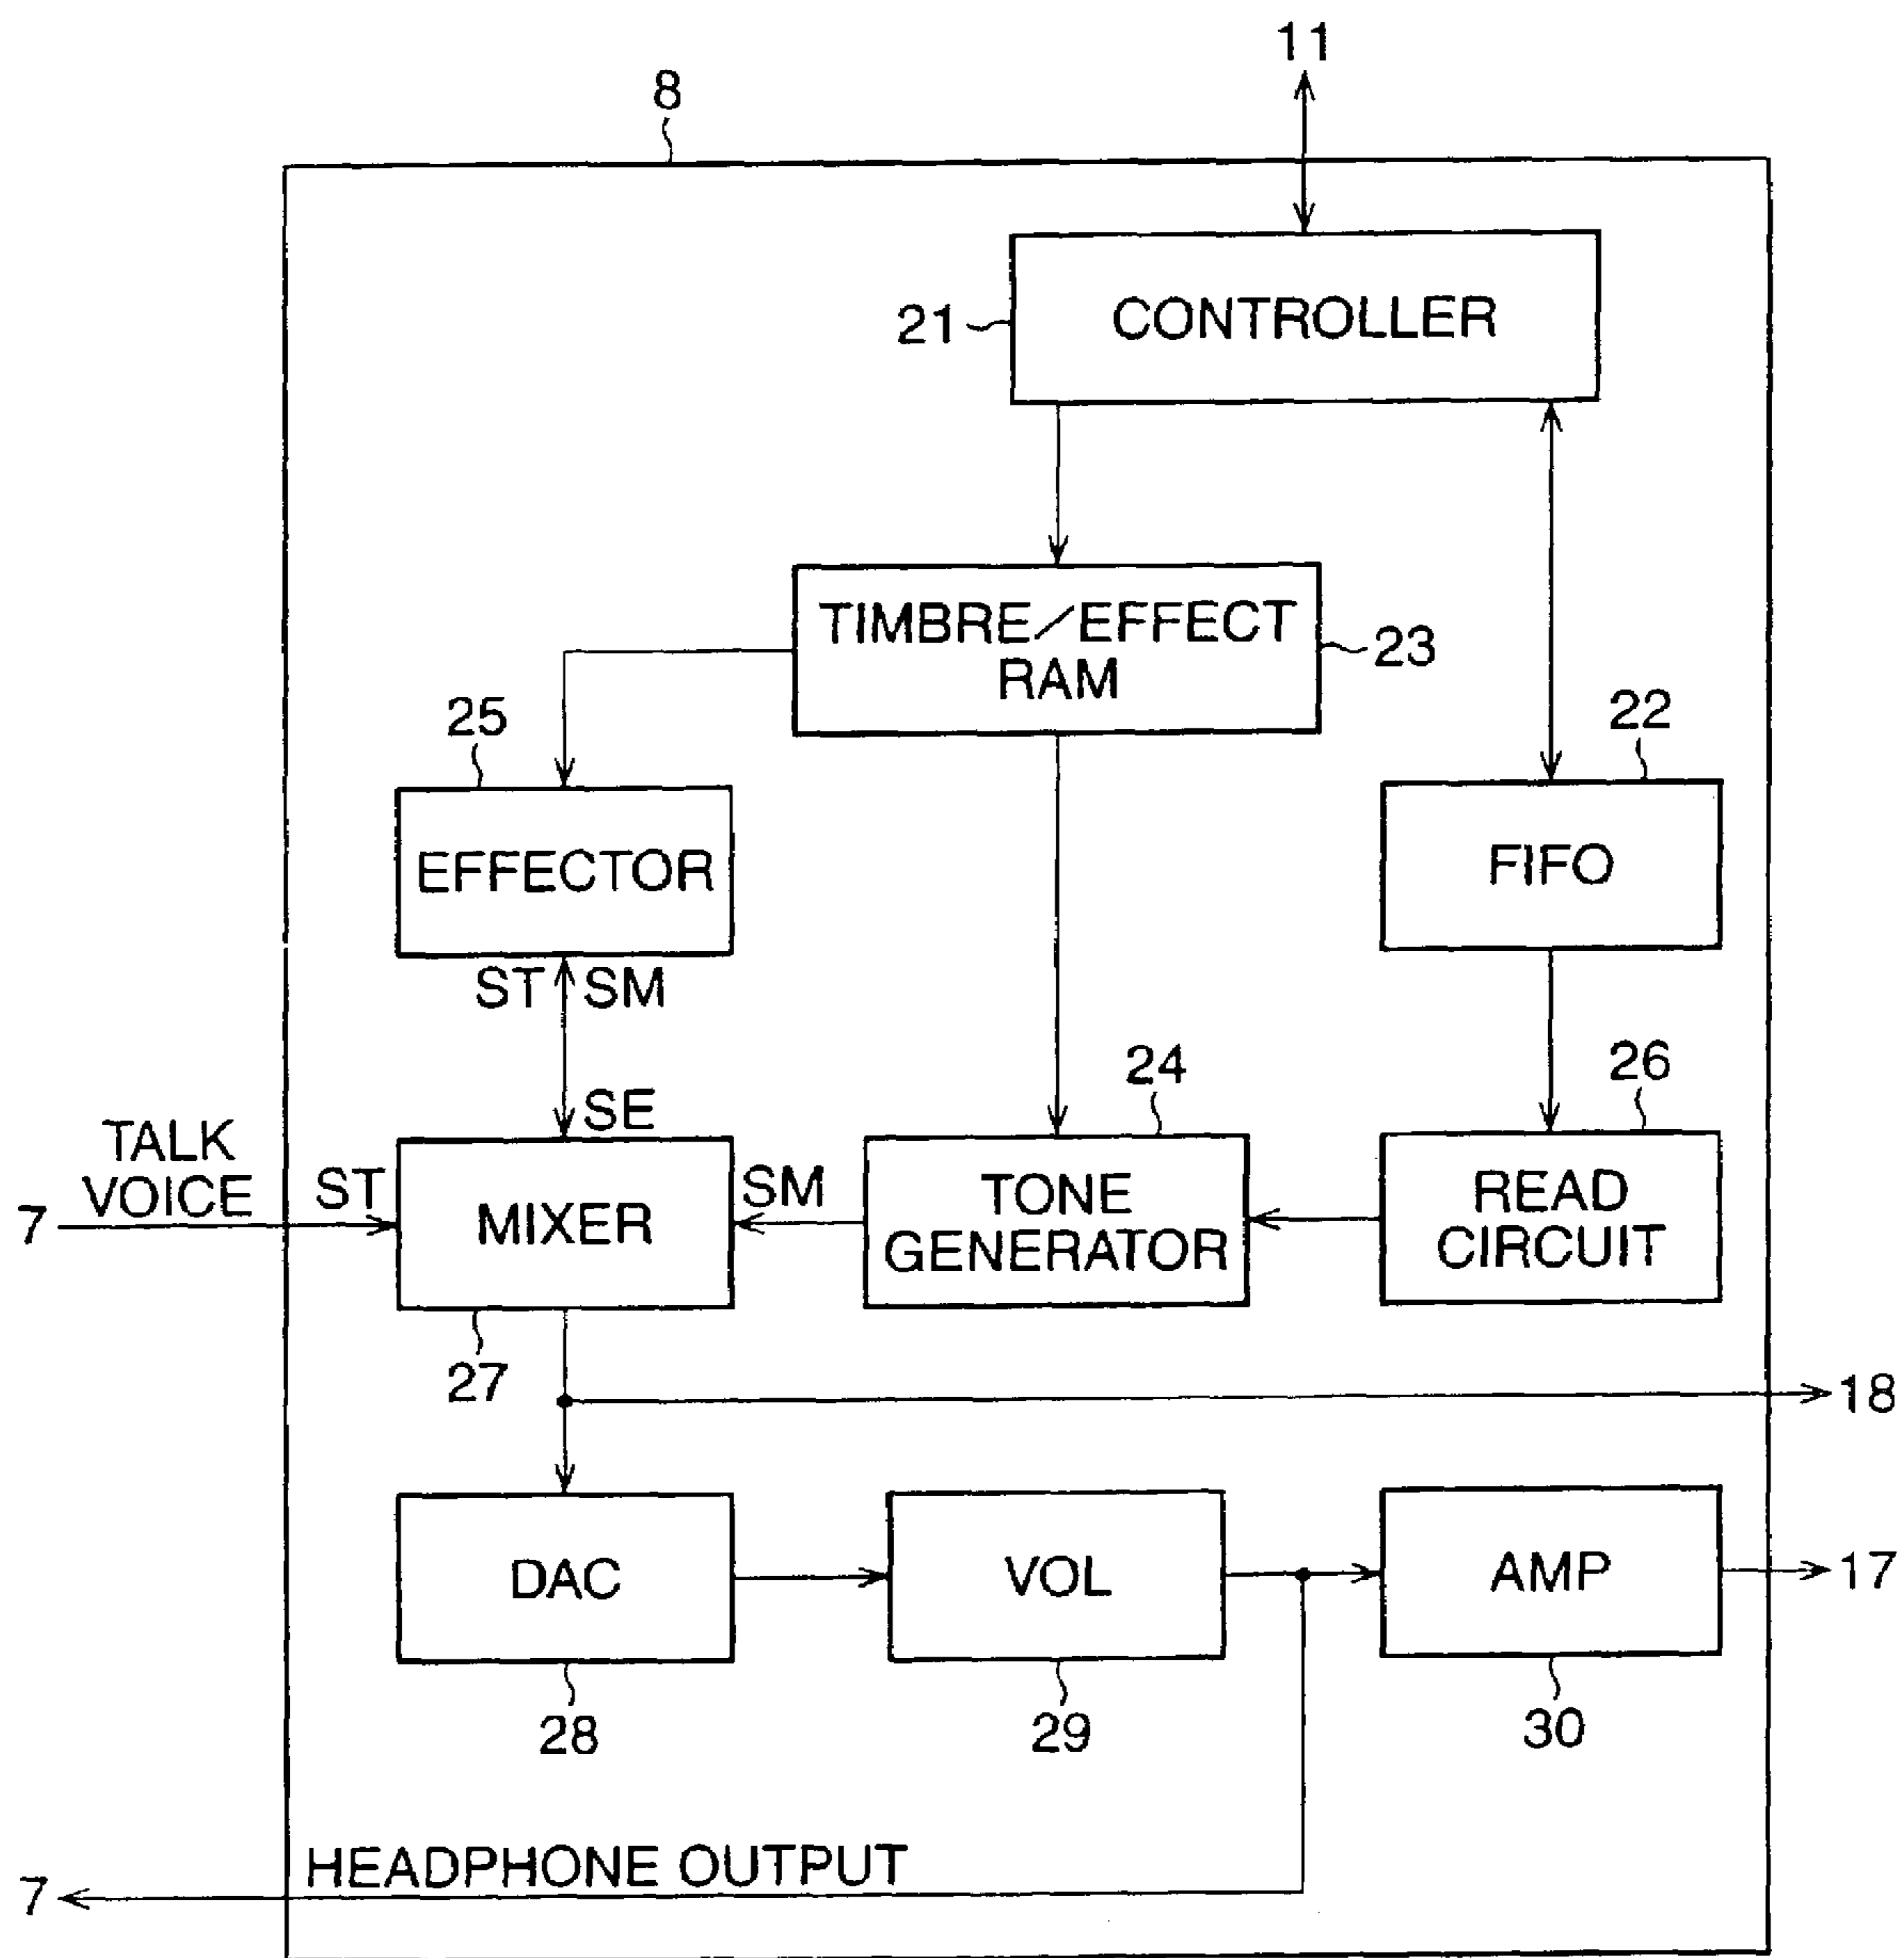 11
8
CONTROLLER
21
TIMBRE/EFFECT
RAM
23
25
22
EFFECTOR
FIFO
ST
SM
24
26
SE
TALK
VOICE
7
ST
MIXER
SM
TONE
GENERATOR
READ
CIRCUIT
27
18
DAC
VOL
AMP
17
28
29
30
HEADPHONE OUTPUT
7